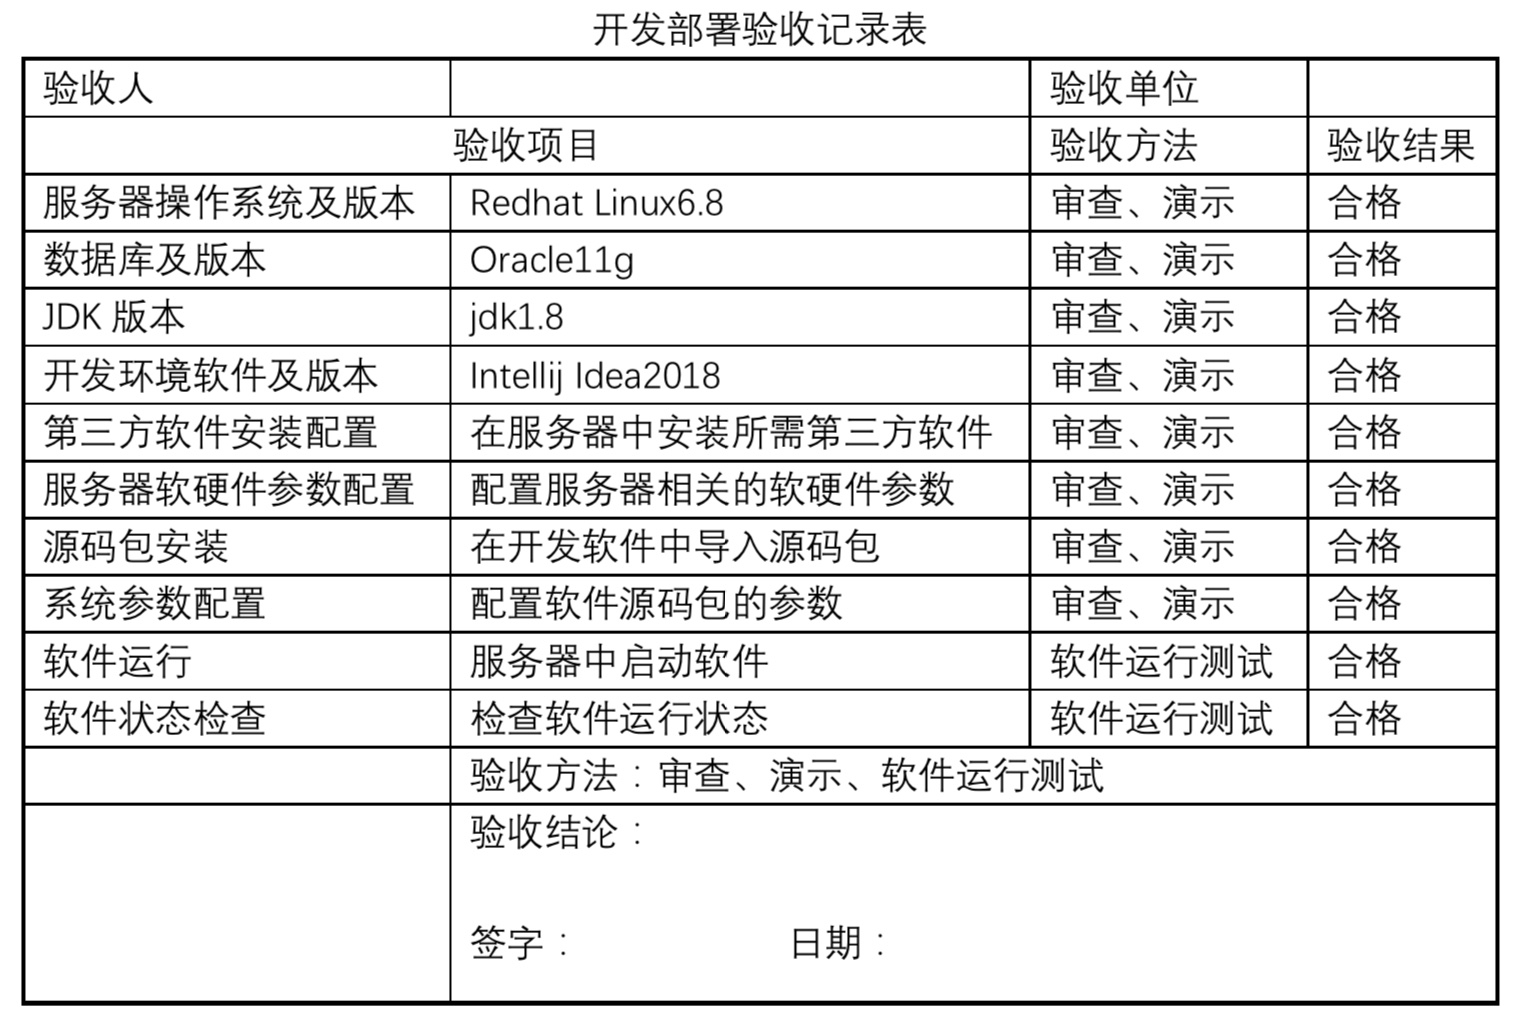 开发部署验收记录表
验收人 验收单位
验收项目 验收方法 验收结果
服务器操作系统及版本 Redhat Linux6.8 审查、演示 合格
数据库及版本 Oracle11g 审查、演示 合格
JDK 版本 jdk1.8 审查、演示 合格
开发环境软件及版本 Intellij Idea2018 审查、演示 合格
第三方软件安装配置 在服务器中安装所需第三方软件 审查、演示 合格
服务器软硬件参数配置 配置服务器相关的软硬件参数 审查、演示 合格
源码包安装 在开发软件中导入源码包 审查、演示 合格
系统参数配置 配置软件源码包的参数 审查、演示 合格
软件运行 服务器中启动软件 软件运行测试 合格
软件状态检查 检查软件运行状态 软件运行测试 合格
验收方法：审查、演示、软件运行测试
验收结论：
签字： 日期：